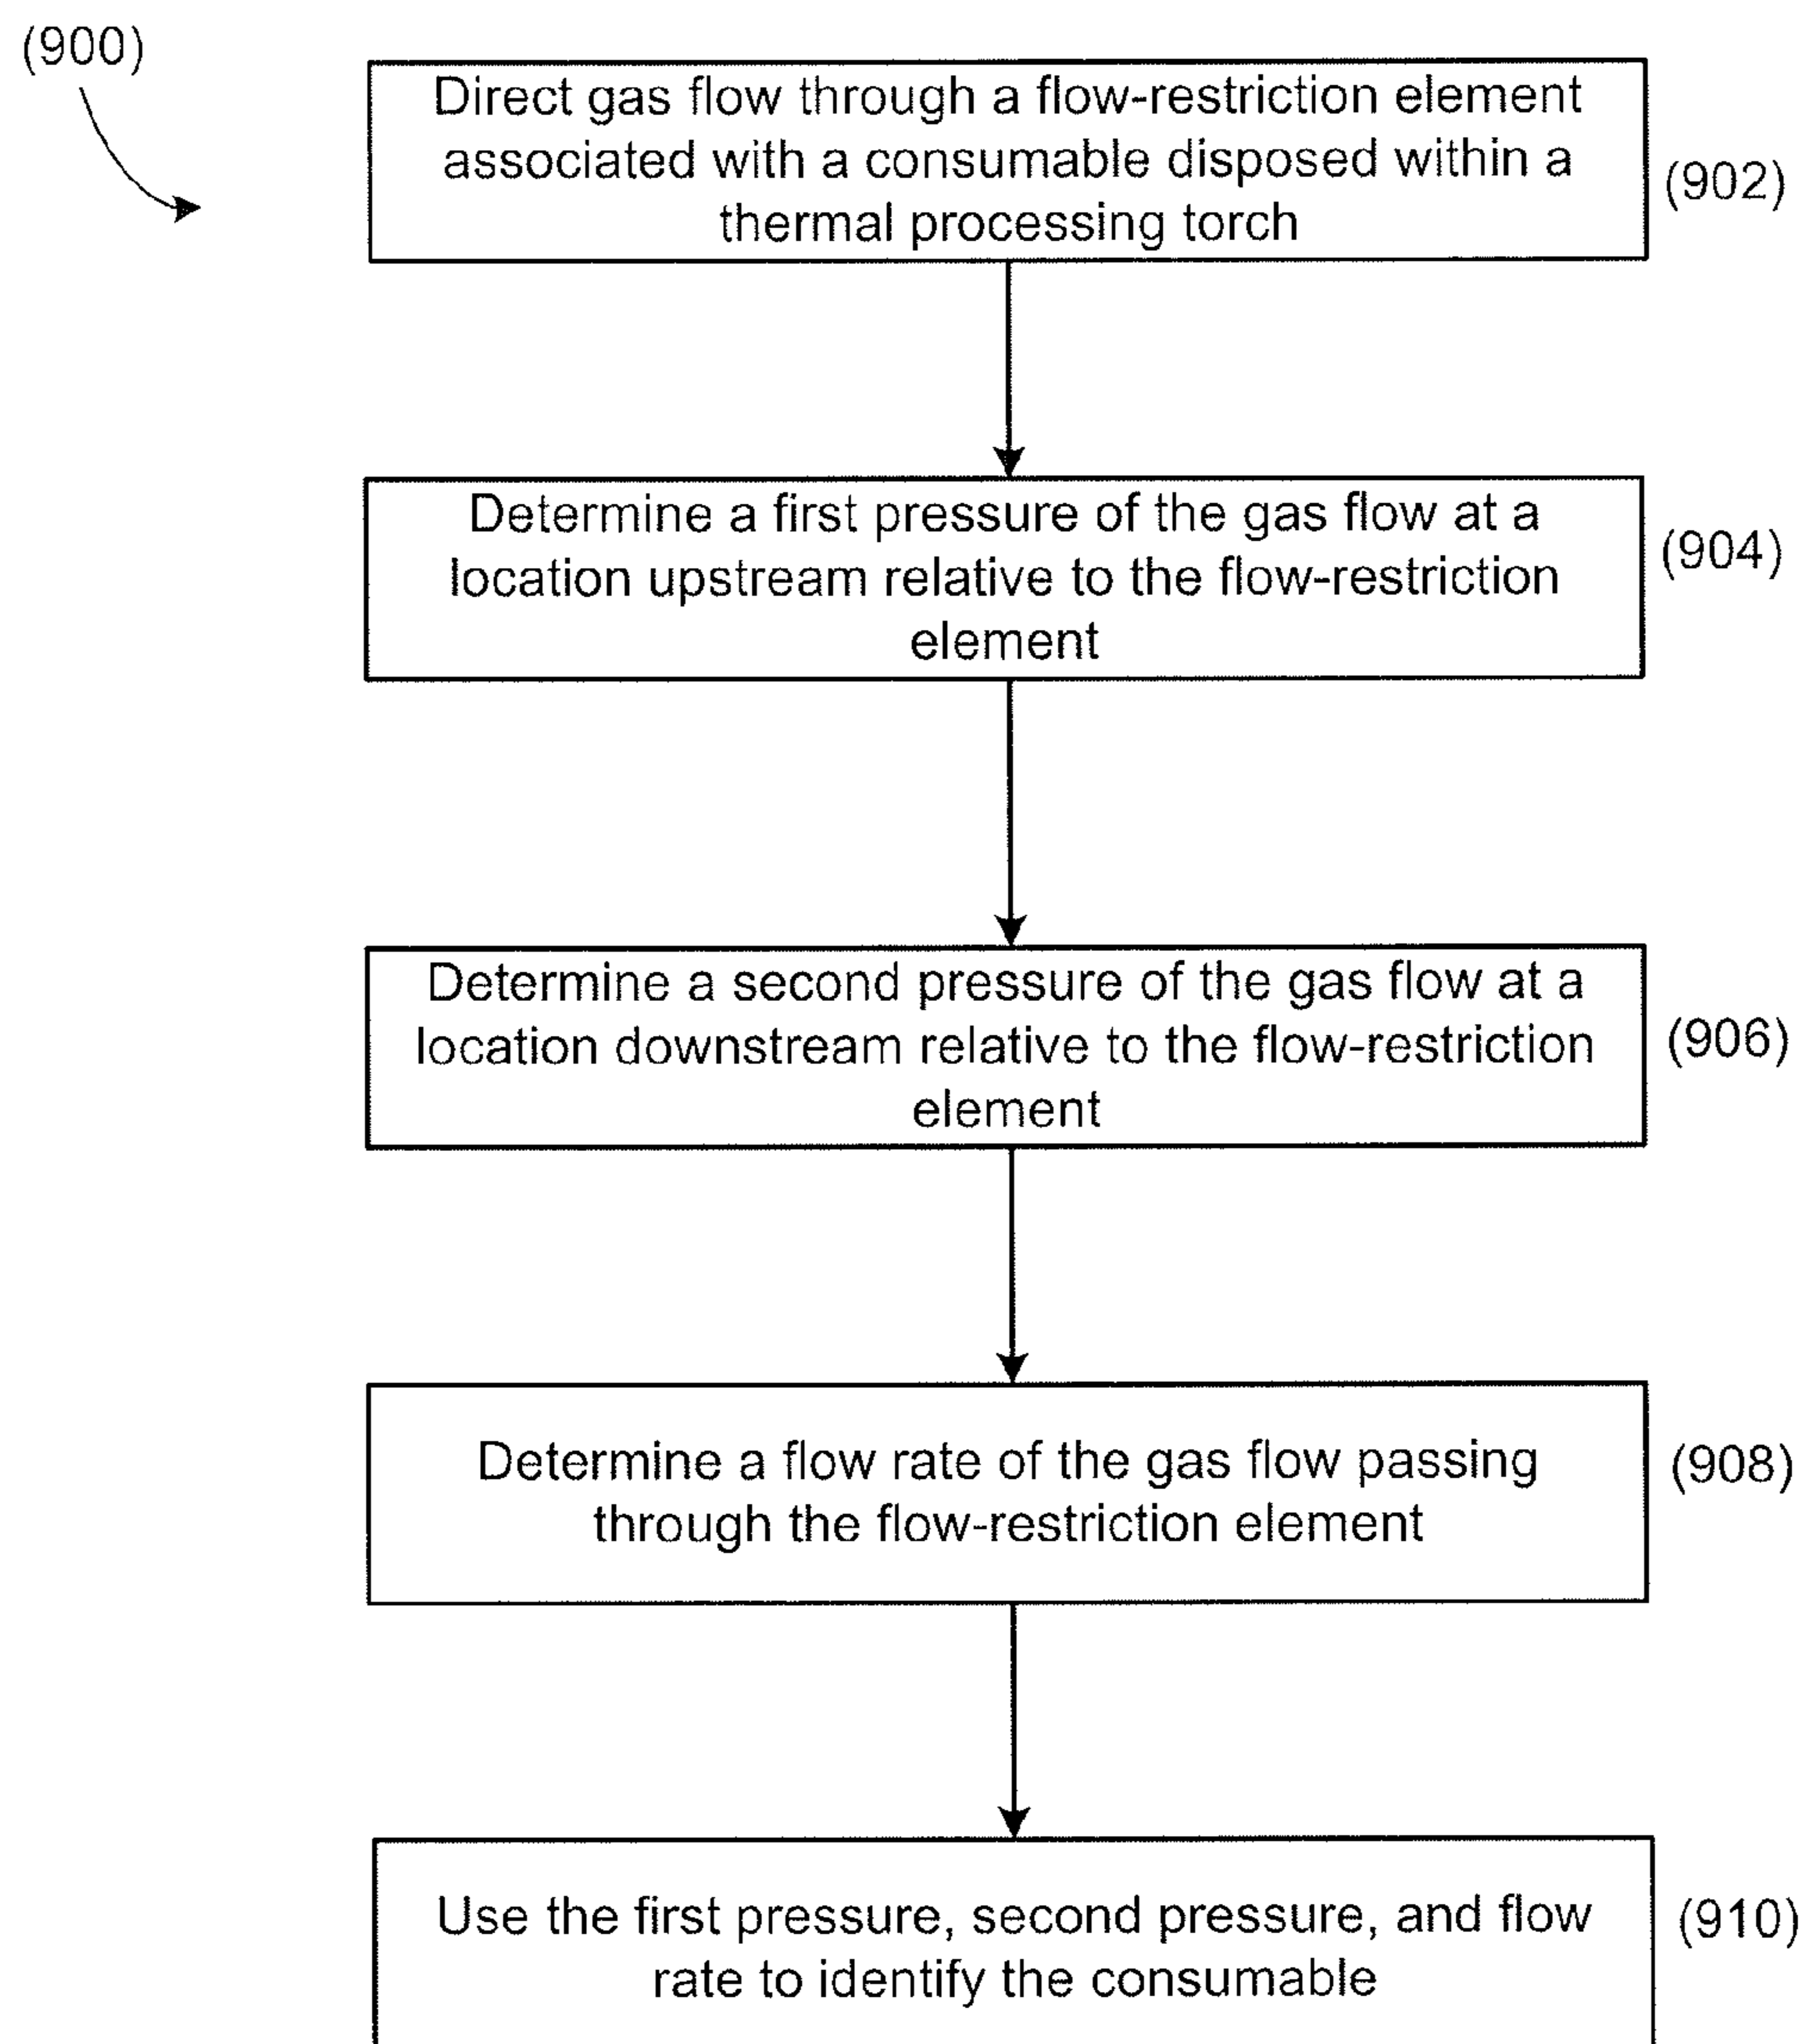 (900)
Direct gas flow through a flow-restriction element
associated with a consumable disposed within a
thermal processing torch
(902)
Determine a first pressure of the gas flow at a
location upstream relative to the flow-restriction
element
(904)
Determine a second pressure of the gas flow at a
location downstream relative to the flow-restriction
element
(906)
Determine a flow rate of the gas flow passing
through the flow-restriction element
(908)
Use the first pressure, second pressure, and flow
rate to identify the consumable
(910)